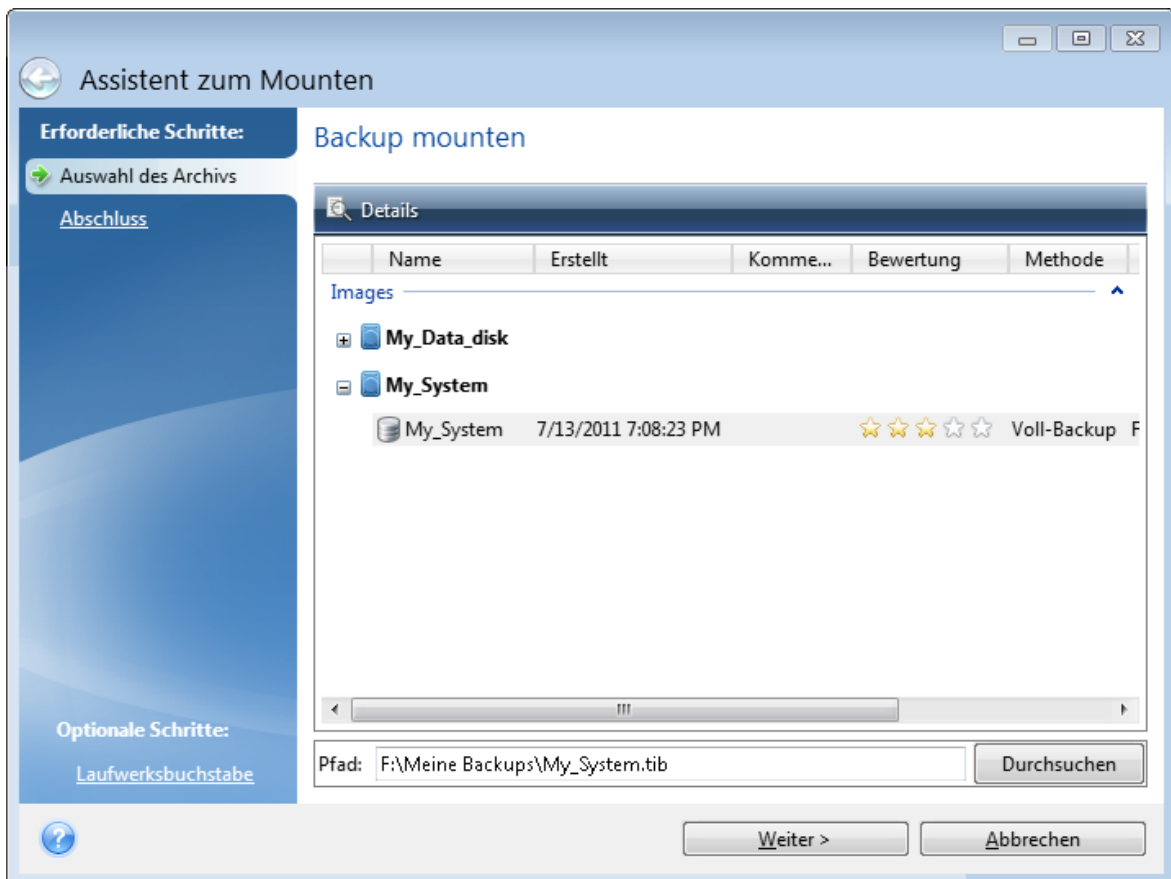 Assistent zum Mounten
Erforderliche Schritte:
Auswahl des Archivs
Abschluss
Optionale Schritte:
Laufwerksbuchstabe
Backup mounten
Details
Name Erstellt Komme... Bewertung Methode
Images
My_Data_disk
My_System
My_System 7/13/2011 7:08:23 PM Voll-Backup F
Pfad: F:\Meine Backups\My_System.tib Durchsuchen
Weiter > Abbrechen